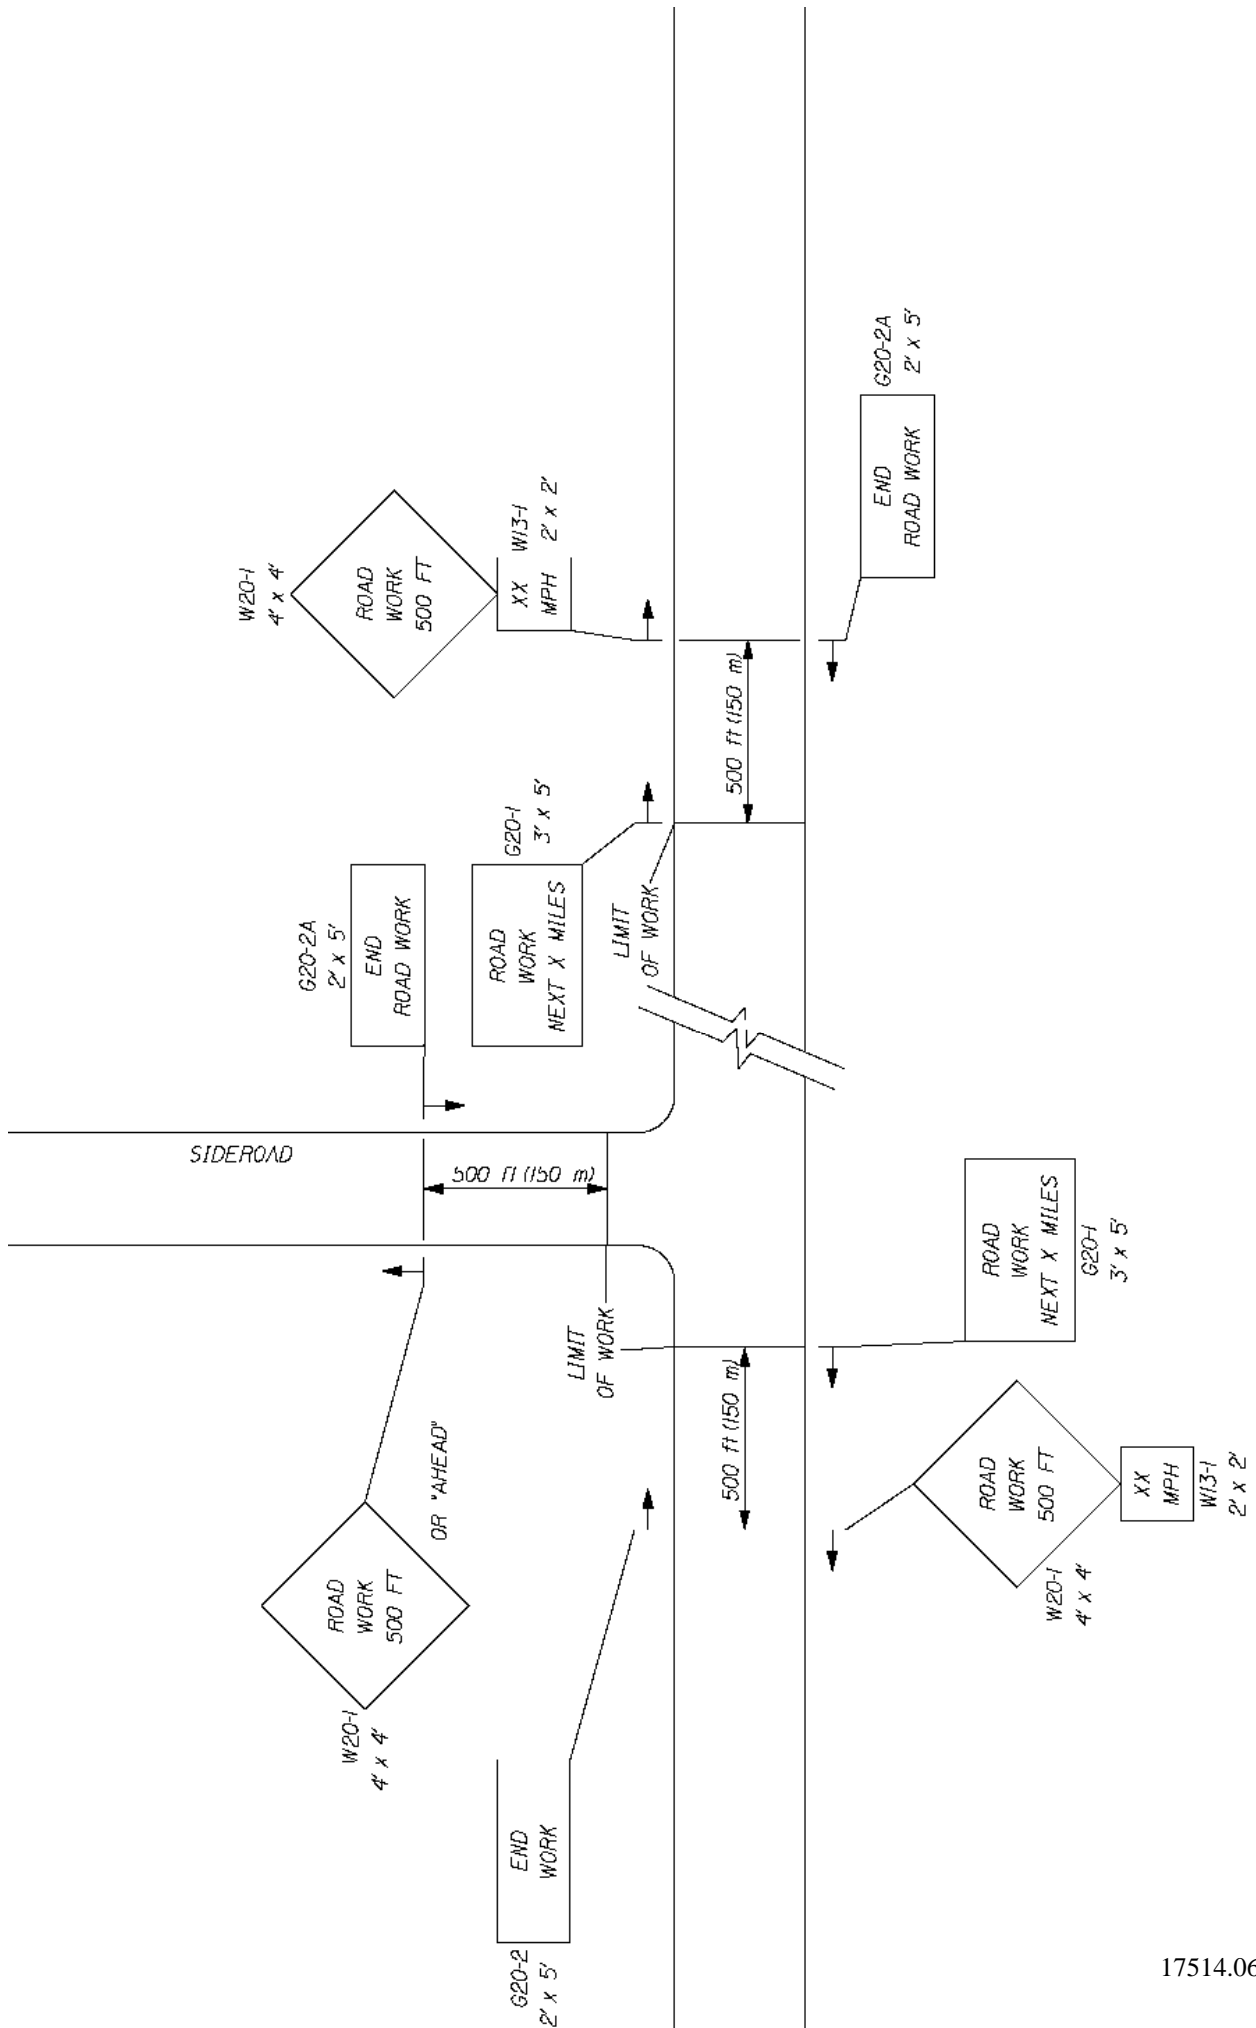 W20-1
4' x 4'
ROAD
WORK
500 FT
XX
MPH
W13-1
2' x 2'
G20-2A
2' x 5'
END
ROAD WORK
500 ft (150 m)
G20-1
3' x 5'
ROAD
WORK
NEXT X MILES
LIMIT
OF WORK
G20-2A
2' x 5'
END
ROAD WORK
SIDEROAD
500 ft (150 m)
LIMIT
OF WORK
ROAD
WORK
NEXT X MILES
G20-1
3' x 5'
500 ft (150 m)
OR "AHEAD"
ROAD
WORK
500 FT
W20-1
4' x 4'
ROAD
WORK
500 FT
W20-1
4' x 4'
XX
MPH
W13-1
2' x 2'
END
WORK
G20-2
2' x 5'
17514.06